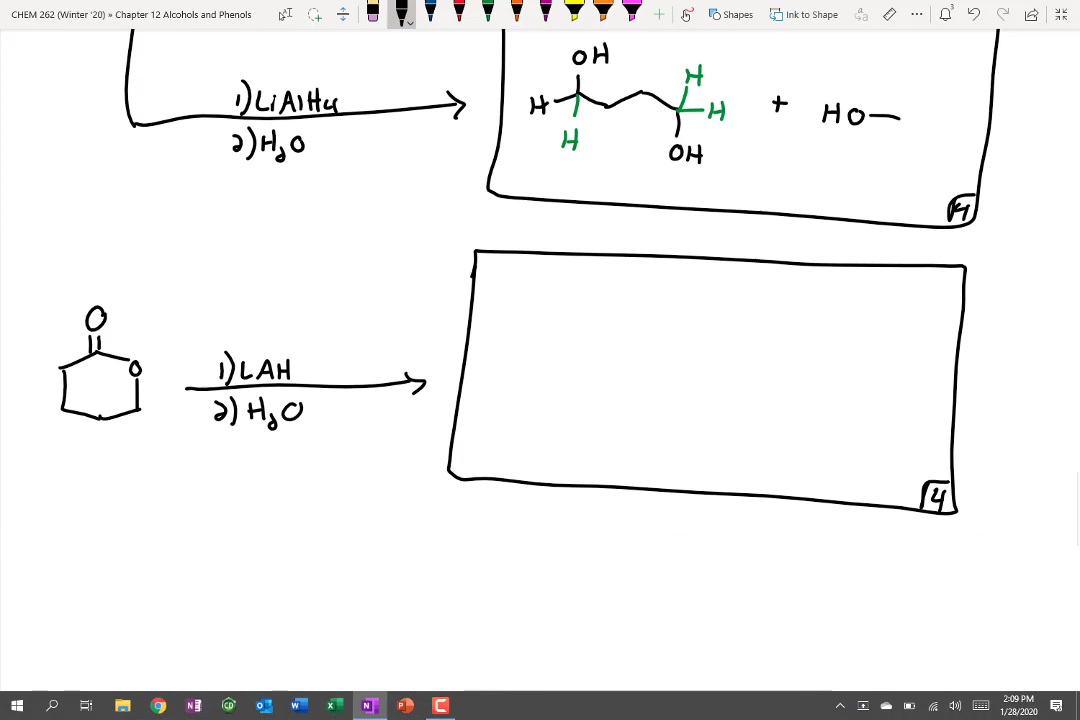 CHEM 262 (Winter '20) » Chapter 12 Alcohols and Phenols
Shapes
Ink to Shape
3
OH
H
H
H
H
OH
+
HO
1) LiAlH4
2) H2O
4
O
O
1) LAH
2) H2O
4
2:09 PM
1/28/2020